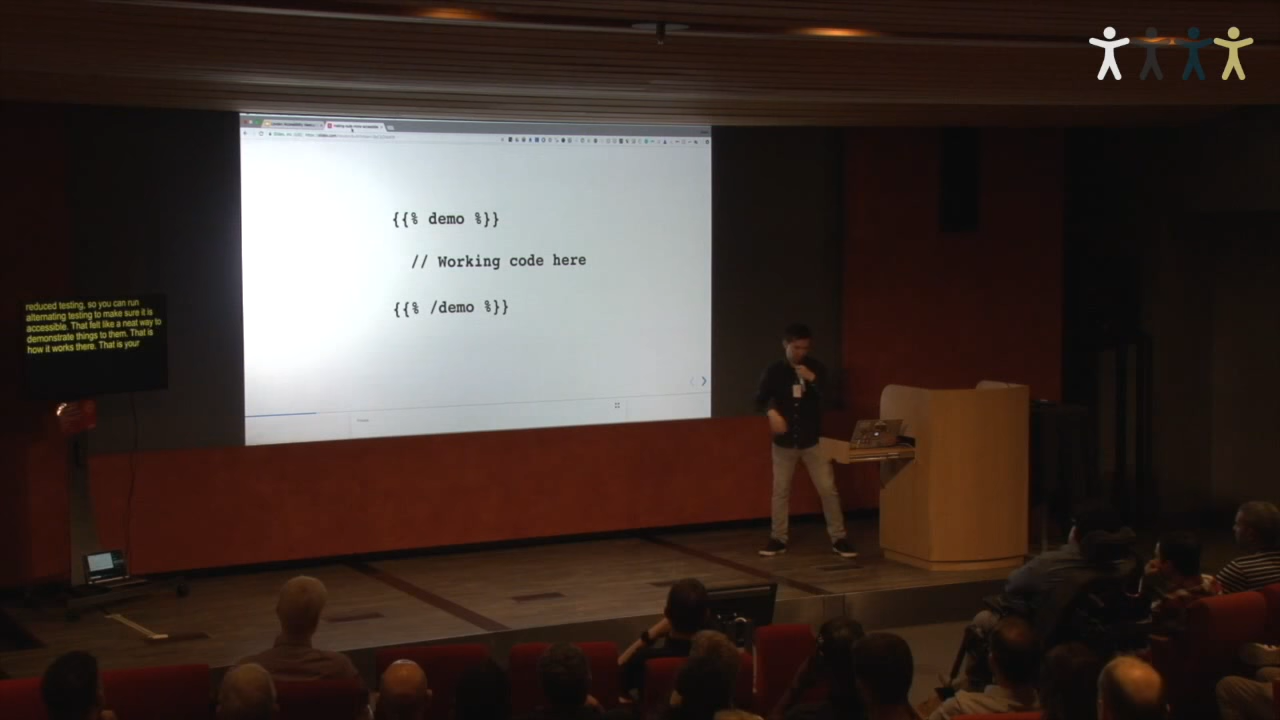 {{% demo %}}
// Working code here
{{% /demo %}}
reduced testing, so you can run
alternating testing to make sure it is
accessible. That felt like a neat way to
demonstrate things to them. That is
how it works there. That is your